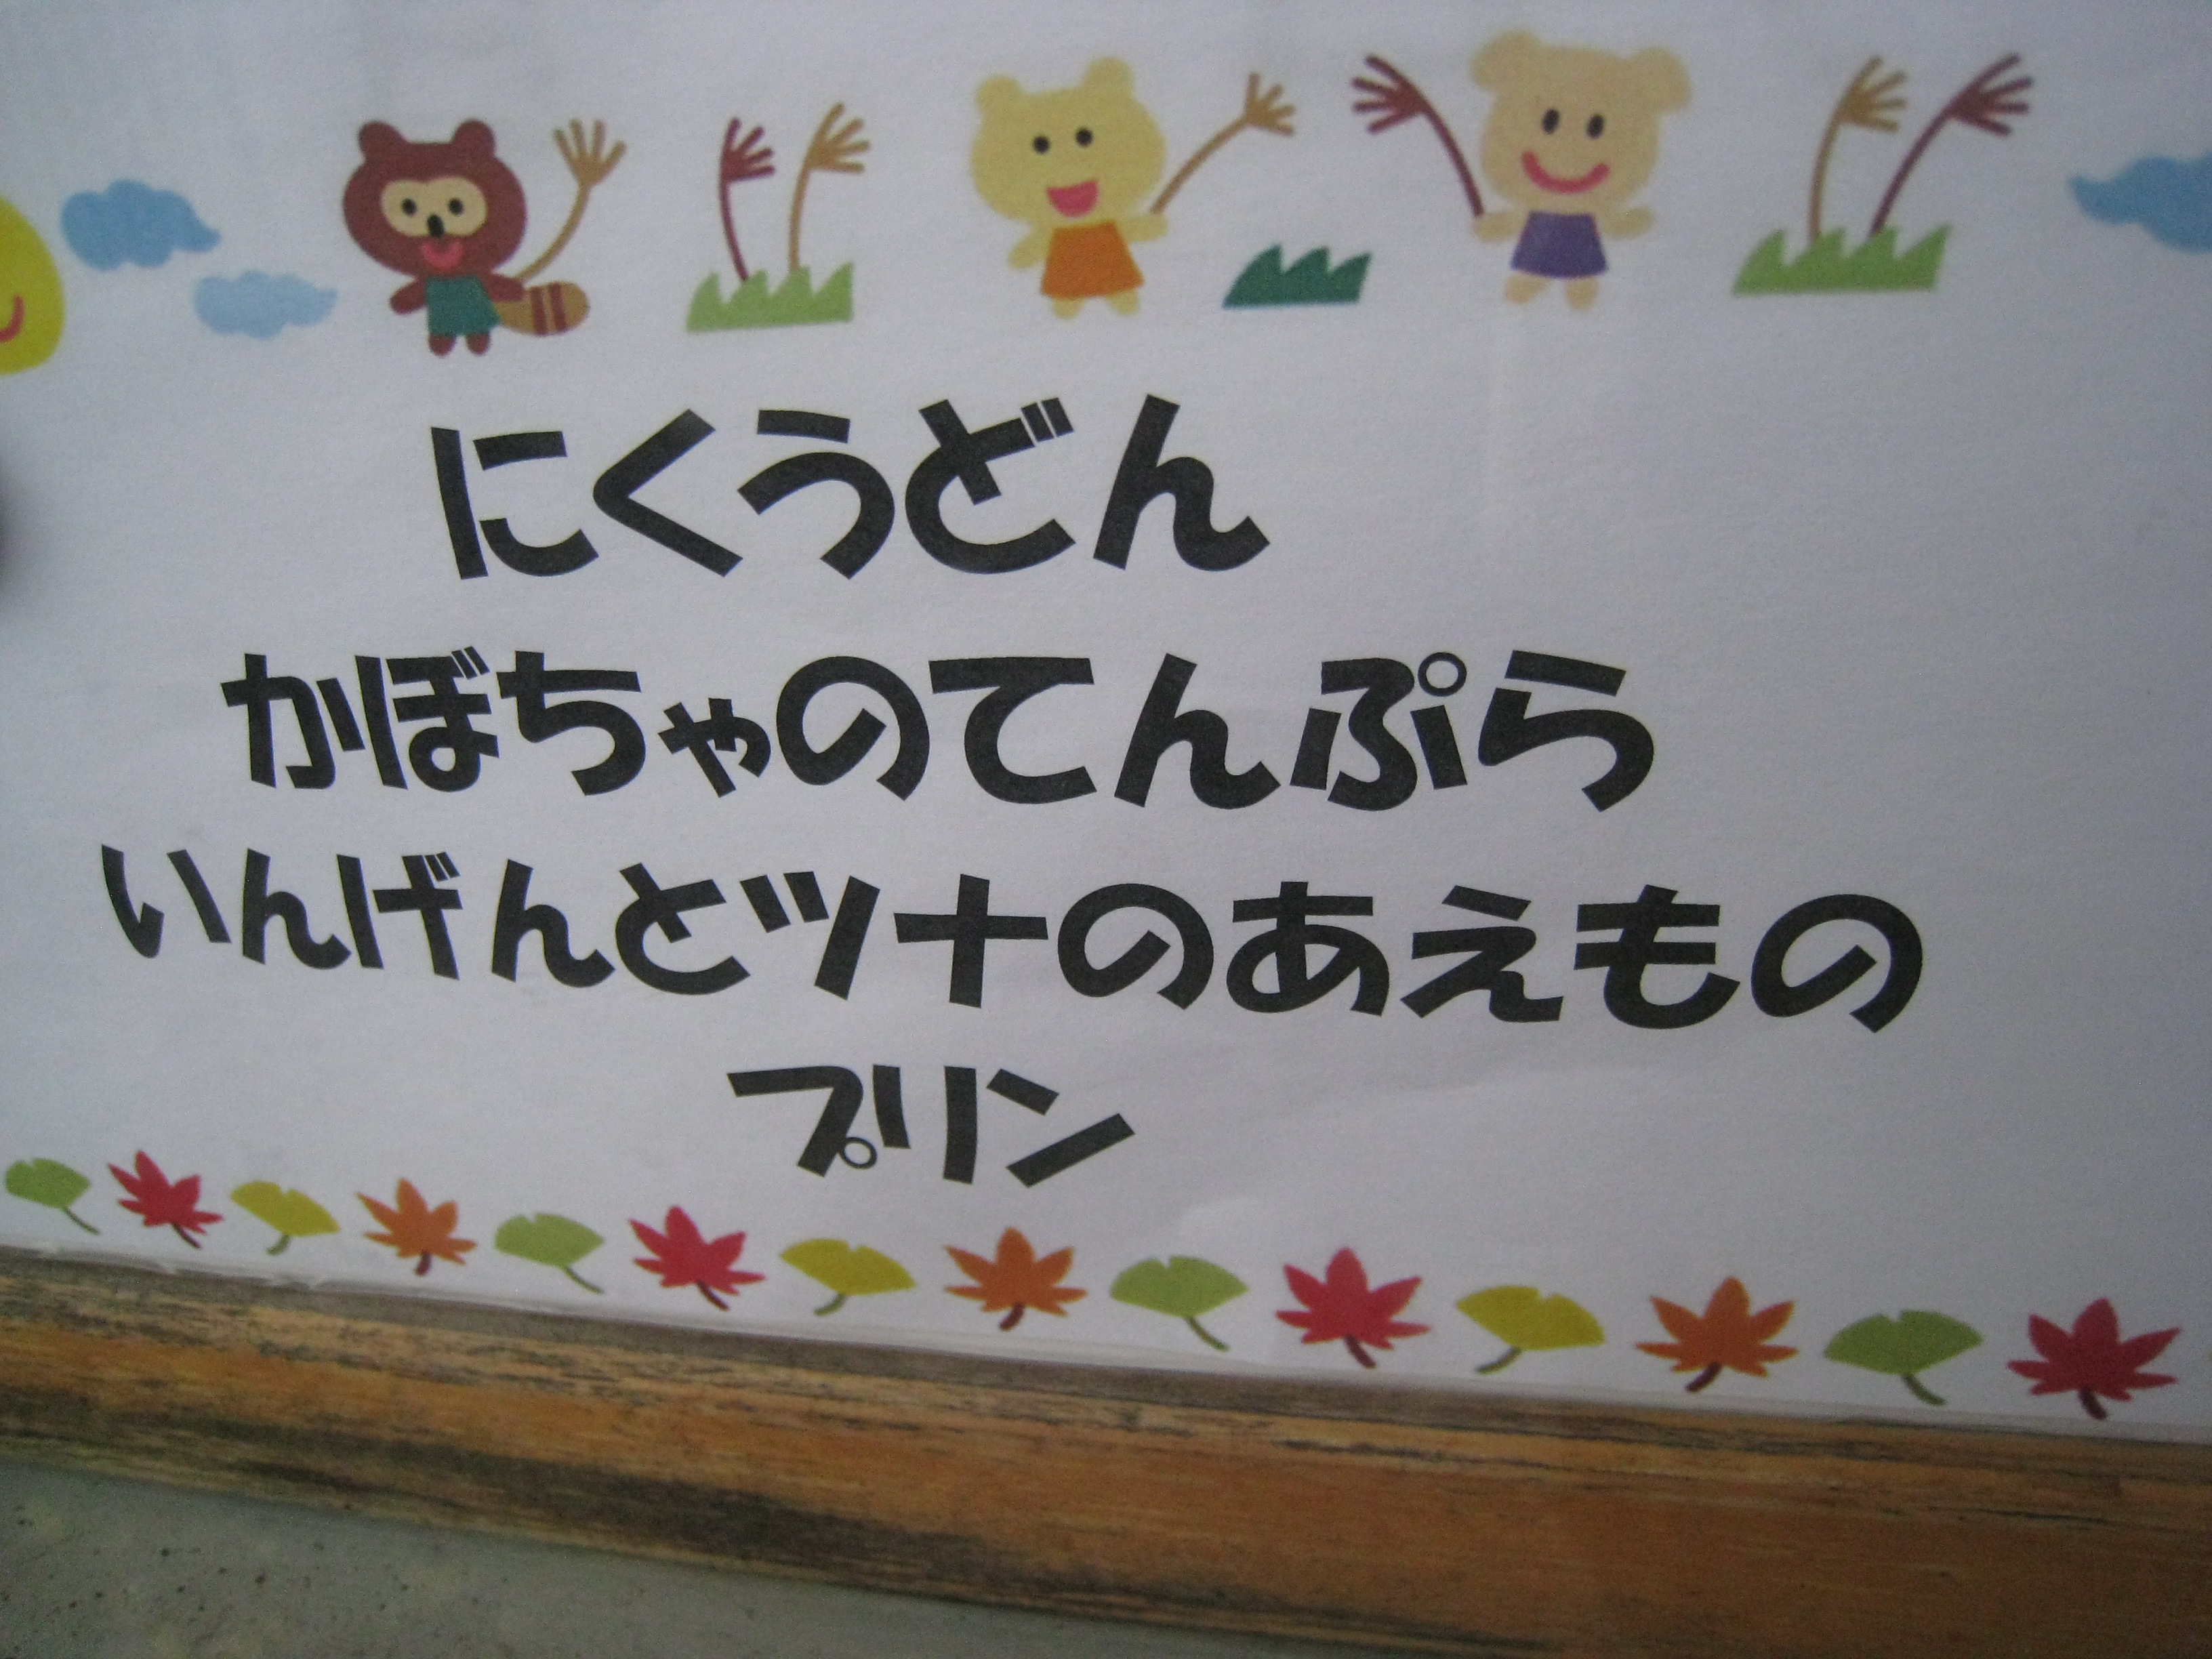 にくうどん
かぼちゃのてんぷら
いんげんとツナのあえもの
プリン